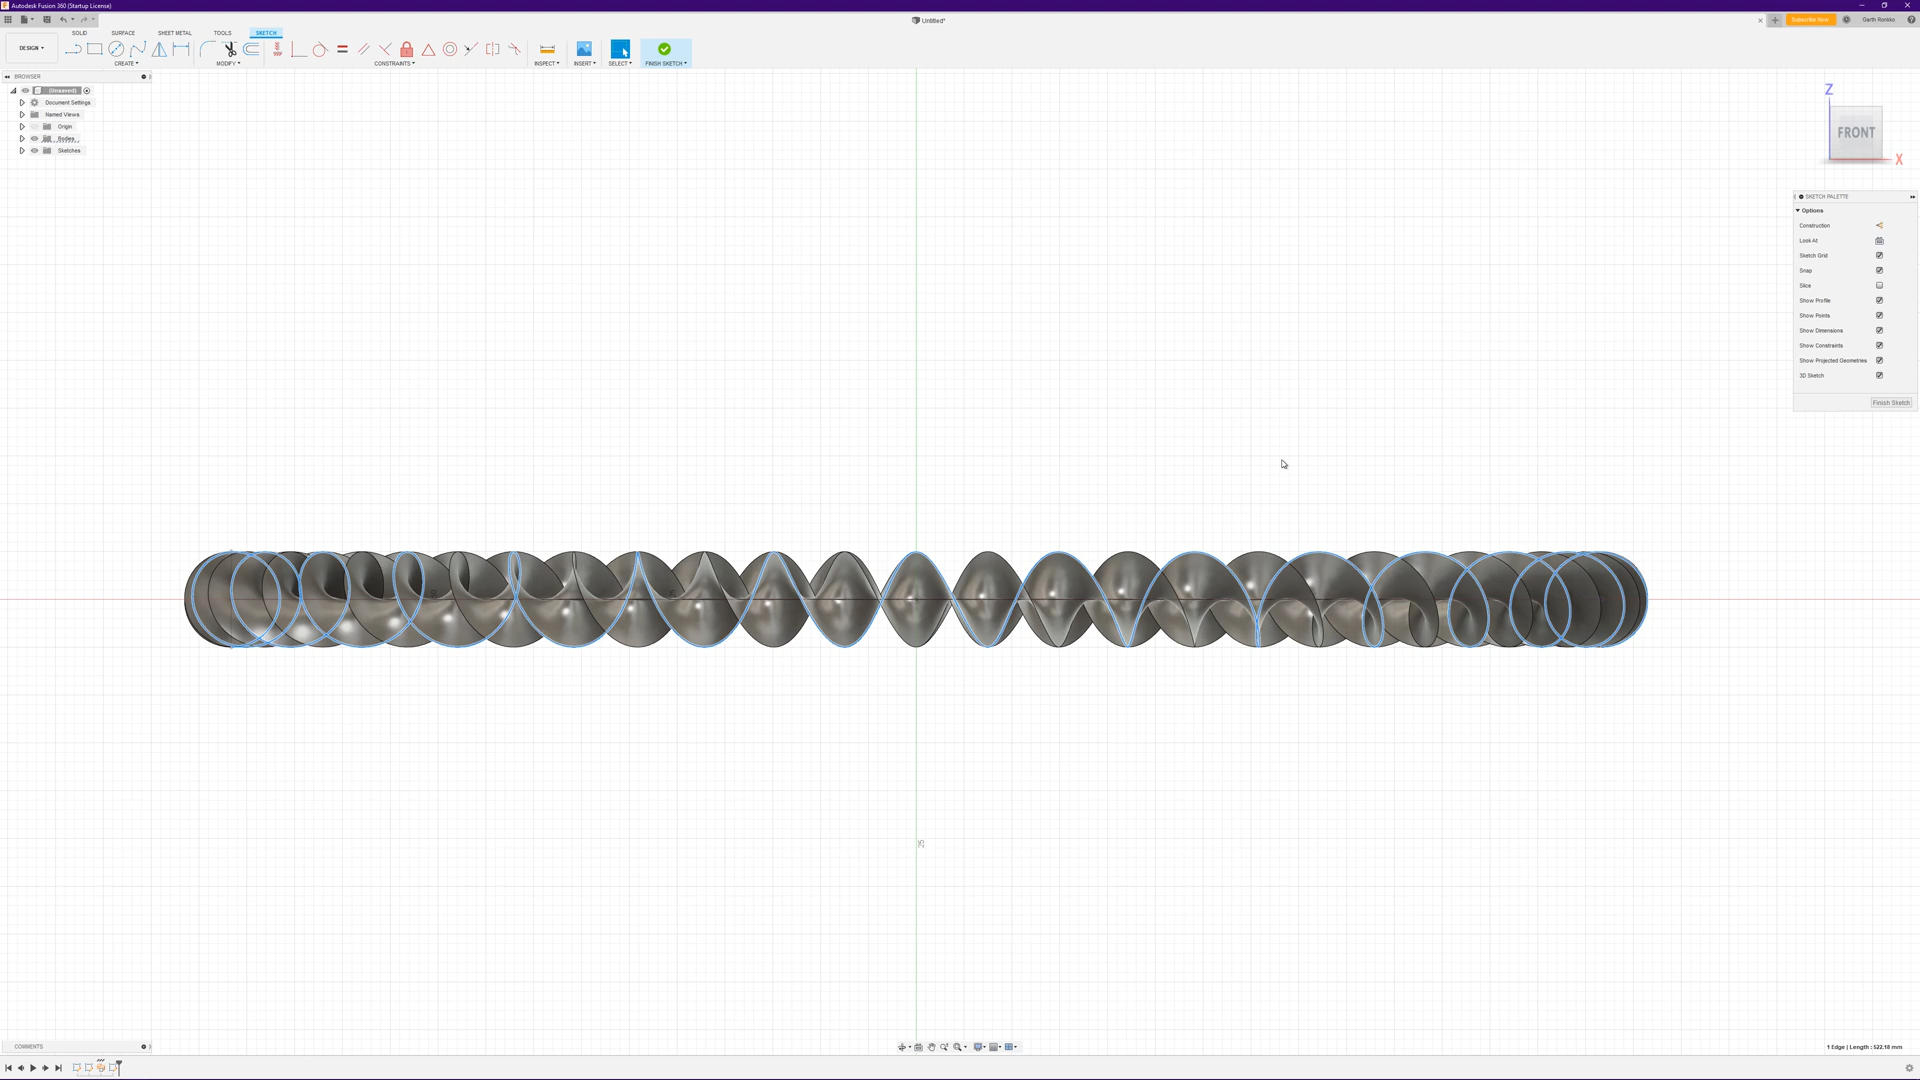 Autodesk Fusion 360 (Startup License)
Untitled*
Subscribe Now
Garth Ronkko
SOLID
SURFACE
SHEET METAL
TOOLS
SKETCH
DESIGN
CREATE
MODIFY
CONSTRAINTS
INSPECT
INSERT
SELECT
FINISH SKETCH
BROWSER
(Unsaved)
Document Settings
Named Views
Origin
Bodies
Sketches
Z
FRONT
X
SKETCH PALETTE
Options
Construction
Look At
Sketch Grid
Snap
Slice
Show Profile
Show Points
Show Dimensions
Show Constraints
Show Projected Geometries
3D Sketch
Finish Sketch
25
COMMENTS
1 Edge | Length : 522.18 mm